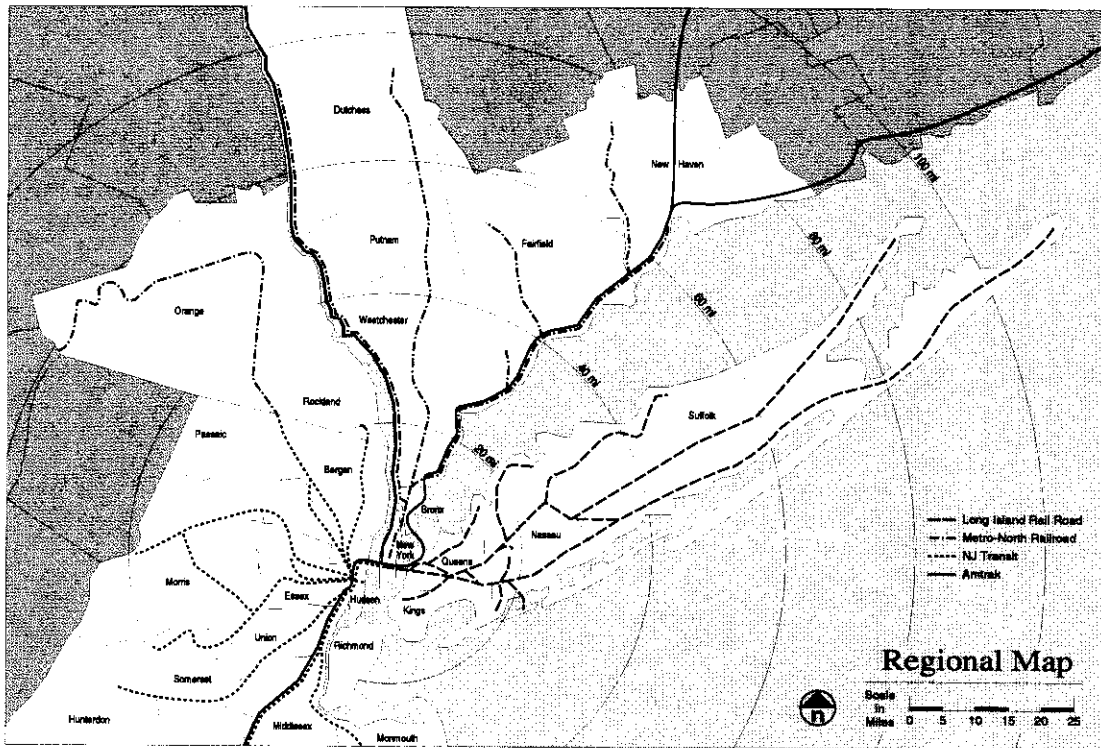 Dutchess
New Haven
100 mi
Putnam
Fairfield
80 mi
Orange
Westchester
60 mi
40 mi
Rockland
Suffolk
Passaic
20 mi
Bergen
Bronx
Nassau
New
York
Queens
Long Island Rail Road
Metro-North Railroad
NJ Transit
Amtrak
Morris
Essex
Hudson
Kings
Union
Richmond
Somerset
Regional Map
Hunterdon
Middlesex
Monmouth
n
Scale
in
Miles
0 5 10 15 20 25